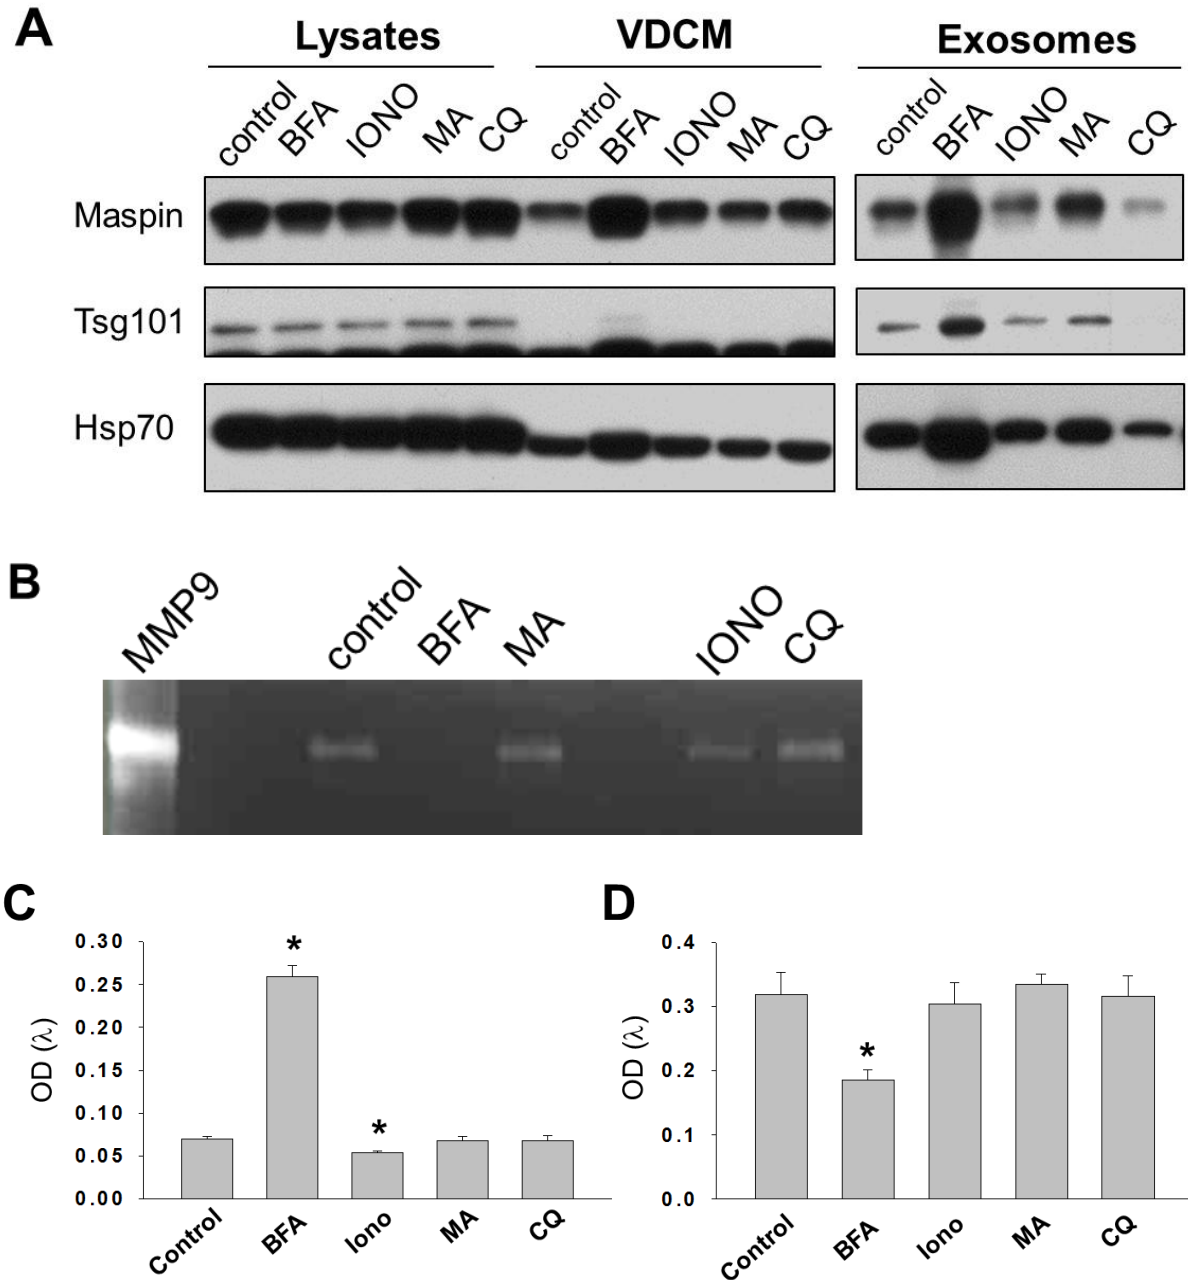 A
Lysates VDCM Exosomes
control BFA IONO MA CQ control BFA IONO MA CQ control BFA IONO MA CQ
Maspin
Tsg101
Hsp70
B
MMP9 control BFA MA IONO CQ
C
0.30
0.25
0.20
0.15
0.10
0.05
0.00
OD (λ)
* *
Control BFA Iono MA CQ
D
0.4
0.3
0.2
0.1
0.0
OD (λ)
*
Control BFA Iono MA CQ